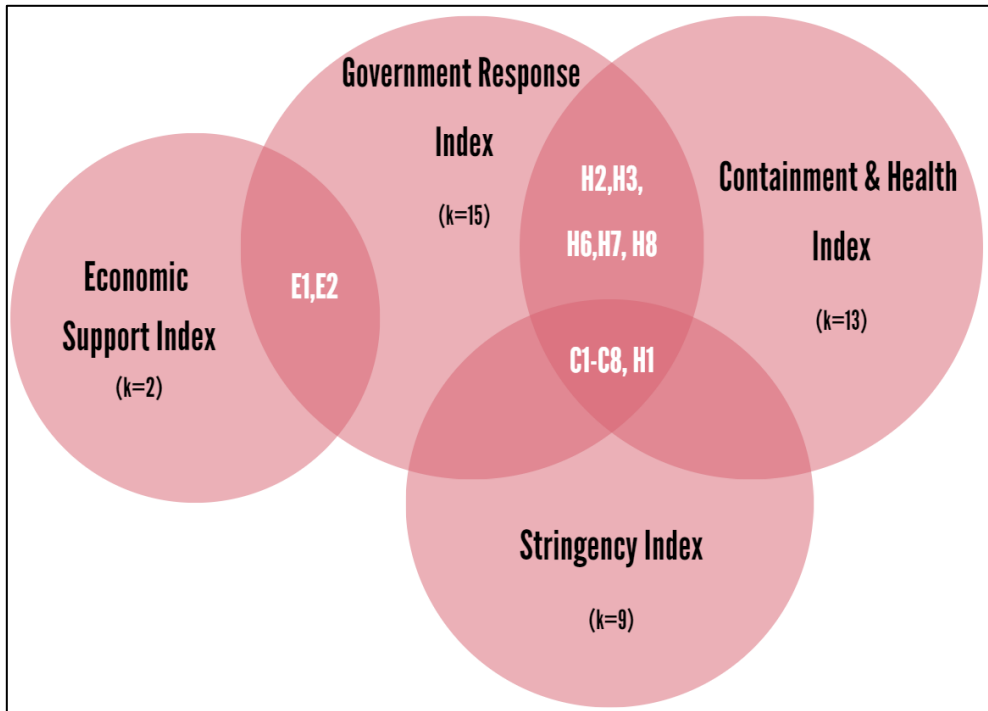 Government Response
Index
(k=15)
H2,H3,
H6,H7, H8
Containment & Health
Index
(k=13)
Economic
Support Index
(k=2)
E1,E2
C1-C8, H1
Stringency Index
(k=9)